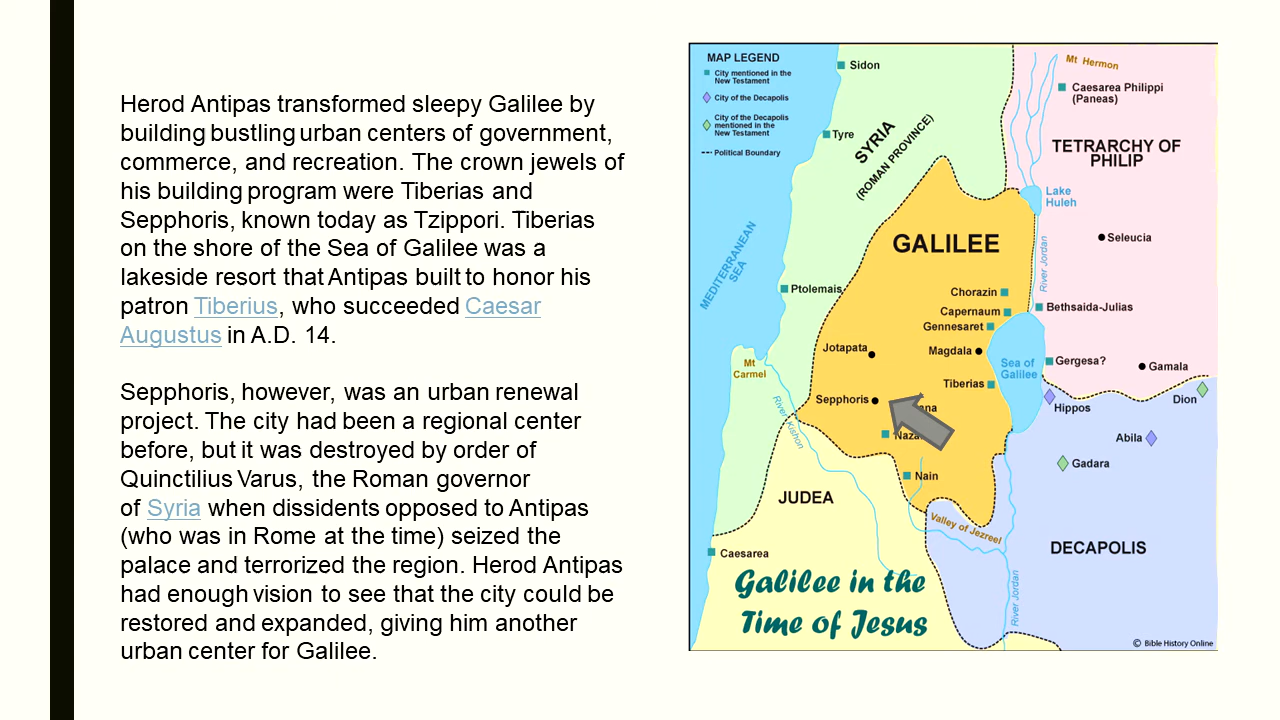 Herod Antipas transformed sleepy Galilee by
building bustling urban centers of government,
commerce, and recreation. The crown jewels of
his building program were Tiberias and
Sepphoris, known today as Tzippori. Tiberias
on the shore of the Sea of Galilee was a
lakeside resort that Antipas built to honor his
patron Tiberius, who succeeded Caesar
Augustus in A.D. 14.
Sepphoris, however, was an urban renewal
project. The city had been a regional center
before, but it was destroyed by order of
Quinctilius Varus, the Roman governor
of Syria when dissidents opposed to Antipas
(who was in Rome at the time) seized the
palace and terrorized the region. Herod Antipas
had enough vision to see that the city could be
restored and expanded, giving him another
urban center for Galilee.
MAP LEGEND
City mentioned in the
New Testament
City of the Decapolis
City of the Decapolis
mentioned in the
New Testament
Political Boundary
Sidon
Tyre
SYRIA
(ROMAN PROVINCE)
Mt Hermon
Caesarea Philippi
(Paneas)
TETRARCHY OF
PHILIP
Lake
Huleh
MEDITERRANEAN
SEA
GALILEE
Seleucia
River Jordan
Ptolemais
Chorazin
Capernaum
Gennesaret
Bethsaida-Julias
Jotapata
Magdala
Sea of
Galilee
Gergesa?
Gamala
Mt
Carmel
Tiberias
Sepphoris
River Kishon
Hippos
Dion
Abila
Gadara
Nain
JUDEA
Valley of Jezreel
DECAPOLIS
Caesarea
River Jordan
Galilee in the
Time of Jesus
© Bible History Online